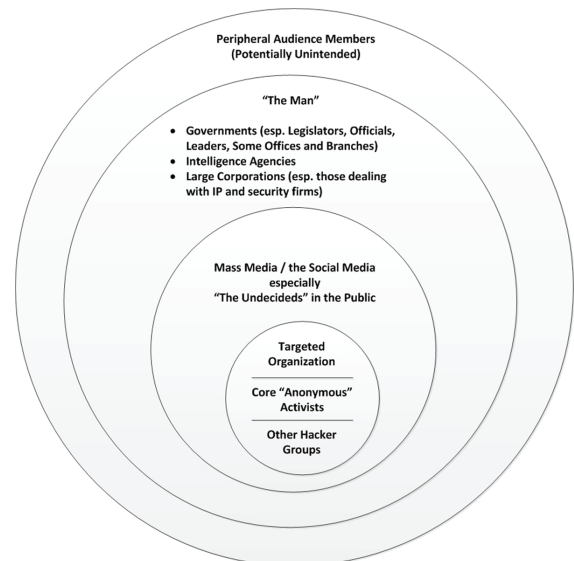 Peripheral Audience Members
(Potentially Unintended)
“The Man”
• Governments (esp. Legislators, Officials,
Leaders, Some Offices and Branches)
• Intelligence Agencies
• Large Corporations (esp. those dealing
with IP and security firms)
Mass Media / the Social Media
especially
“The Undecideds” in the Public
Targeted
Organization
Core “Anonymous”
Activists
Other Hacker
Groups